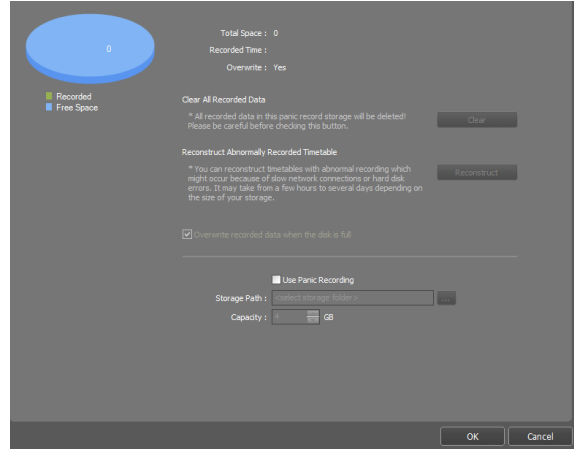 0
Recorded
Free Space
Total Space : 0
Recorded Time :
Overwrite : Yes
Clear All Recorded Data
* All recorded data in this panic record storage will be deleted!
Please be careful before checking this button.
Clear
Reconstruct Abnormally Recorded Timetable
* You can reconstruct timetables with abnormal recording which
might occur because of slow network connections or hard disk
errors. It may take from a few hours to several days depending on
the size of your storage.
Reconstruct
Overwrite recorded data when the disk is full
Use Panic Recording
Storage Path : <select storage folder> ...
Capacity : 4 GB
OK Cancel